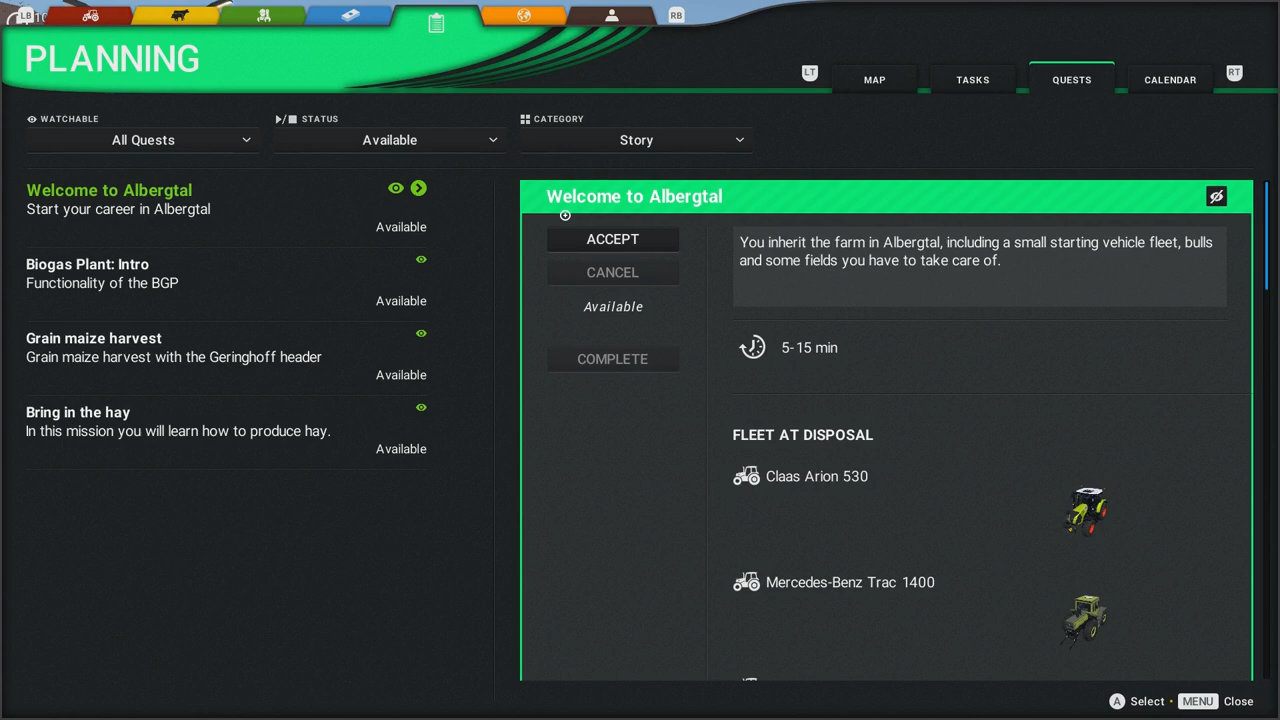 LB
RB
PLANNING
LT
MAP
TASKS
QUESTS
CALENDAR
RT
WATCHABLE
STATUS
CATEGORY
All Quests
Available
Story
Welcome to Albergtal
Start your career in Albergtal
Available
Biogas Plant: Intro
Functionality of the BGP
Available
Grain maize harvest
Grain maize harvest with the Geringhoff header
Available
Bring in the hay
In this mission you will learn how to produce hay.
Available
Welcome to Albergtal
ACCEPT
CANCEL
Available
COMPLETE
You inherit the farm in Albergtal, including a small starting vehicle fleet, bulls
and some fields you have to take care of.
5-15 min
FLEET AT DISPOSAL
Claas Arion 530
Mercedes-Benz Trac 1400
A Select • MENU Close